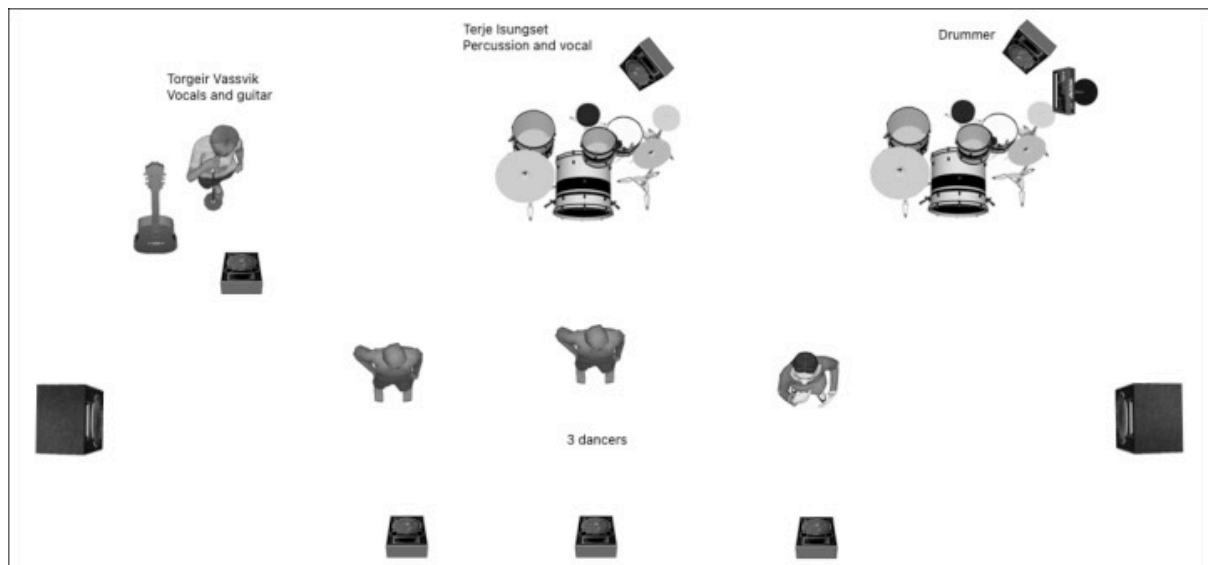 Terje Isungset
Percussion and vocal
Drummer
Torgeir Vassvik
Vocals and guitar
3 dancers